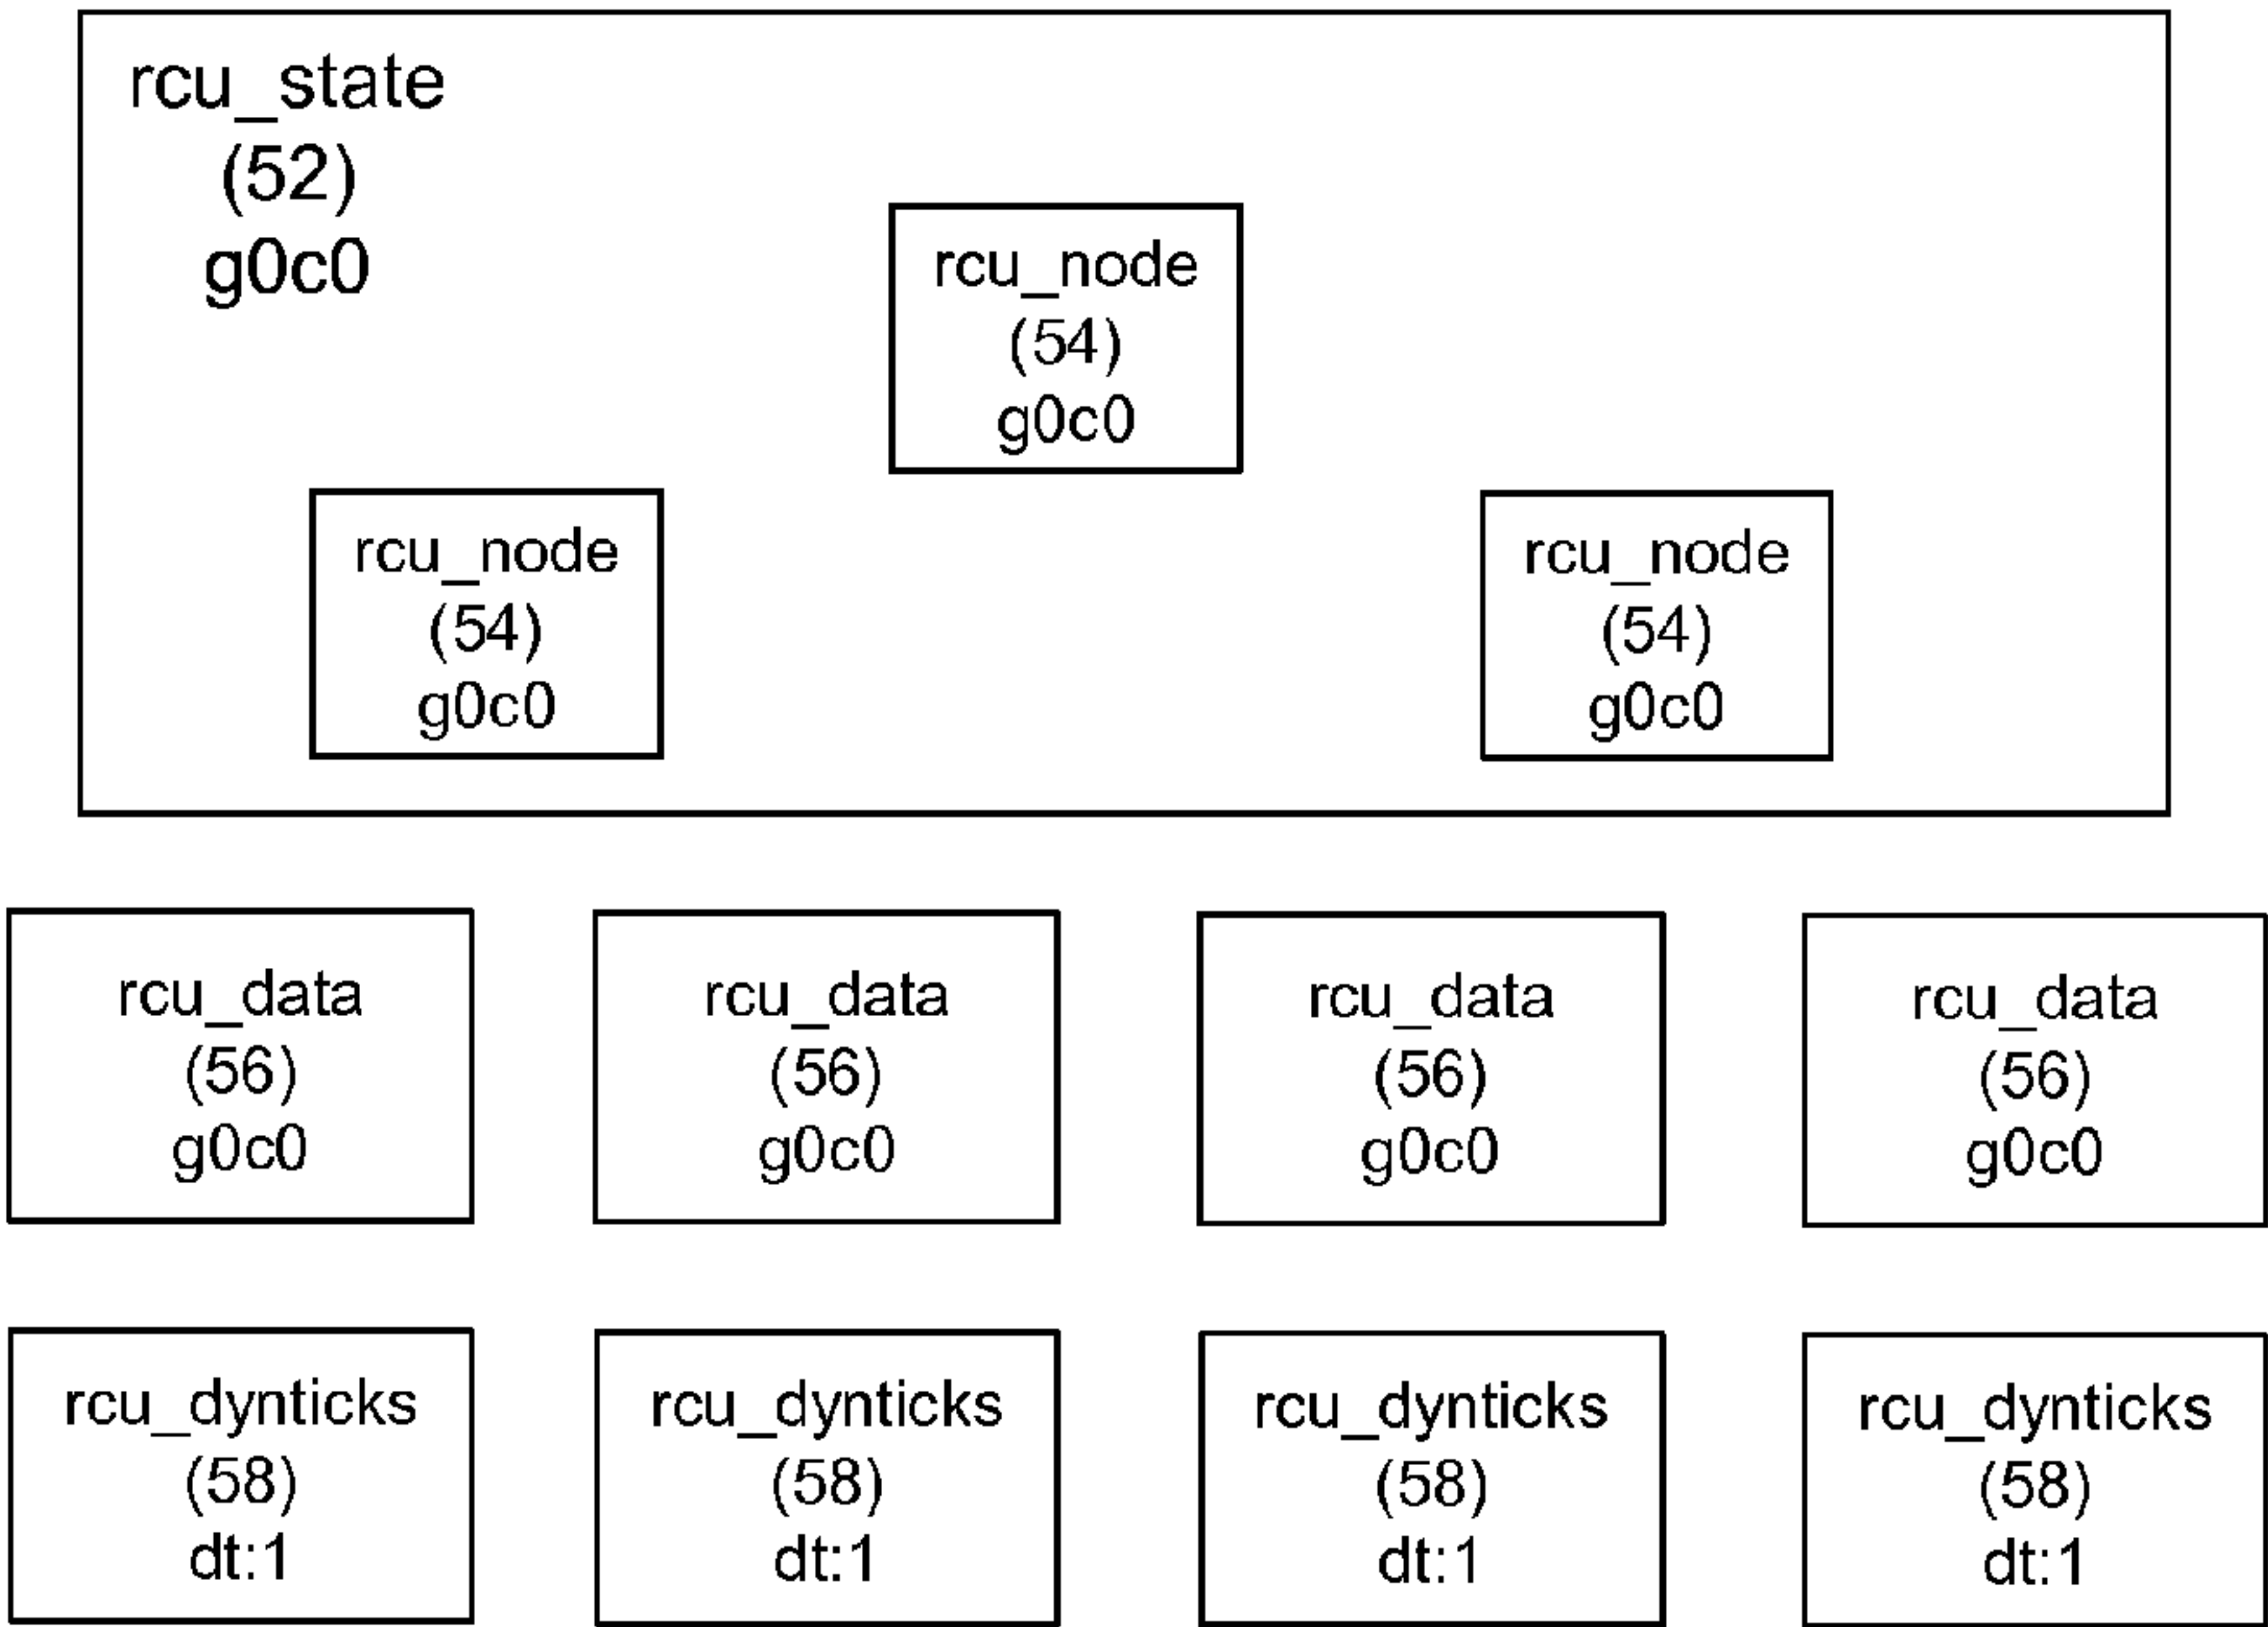 rcu_state
(52)
g0c0
rcu_node
(54)
g0c0
rcu_node
(54)
g0c0
rcu_node
(54)
g0c0
rcu_data
(56)
g0c0
rcu_data
(56)
g0c0
rcu_data
(56)
g0c0
rcu_data
(56)
g0c0
rcu_dynticks
(58)
dt:1
rcu_dynticks
(58)
dt:1
rcu_dynticks
(58)
dt:1
rcu_dynticks
(58)
dt:1